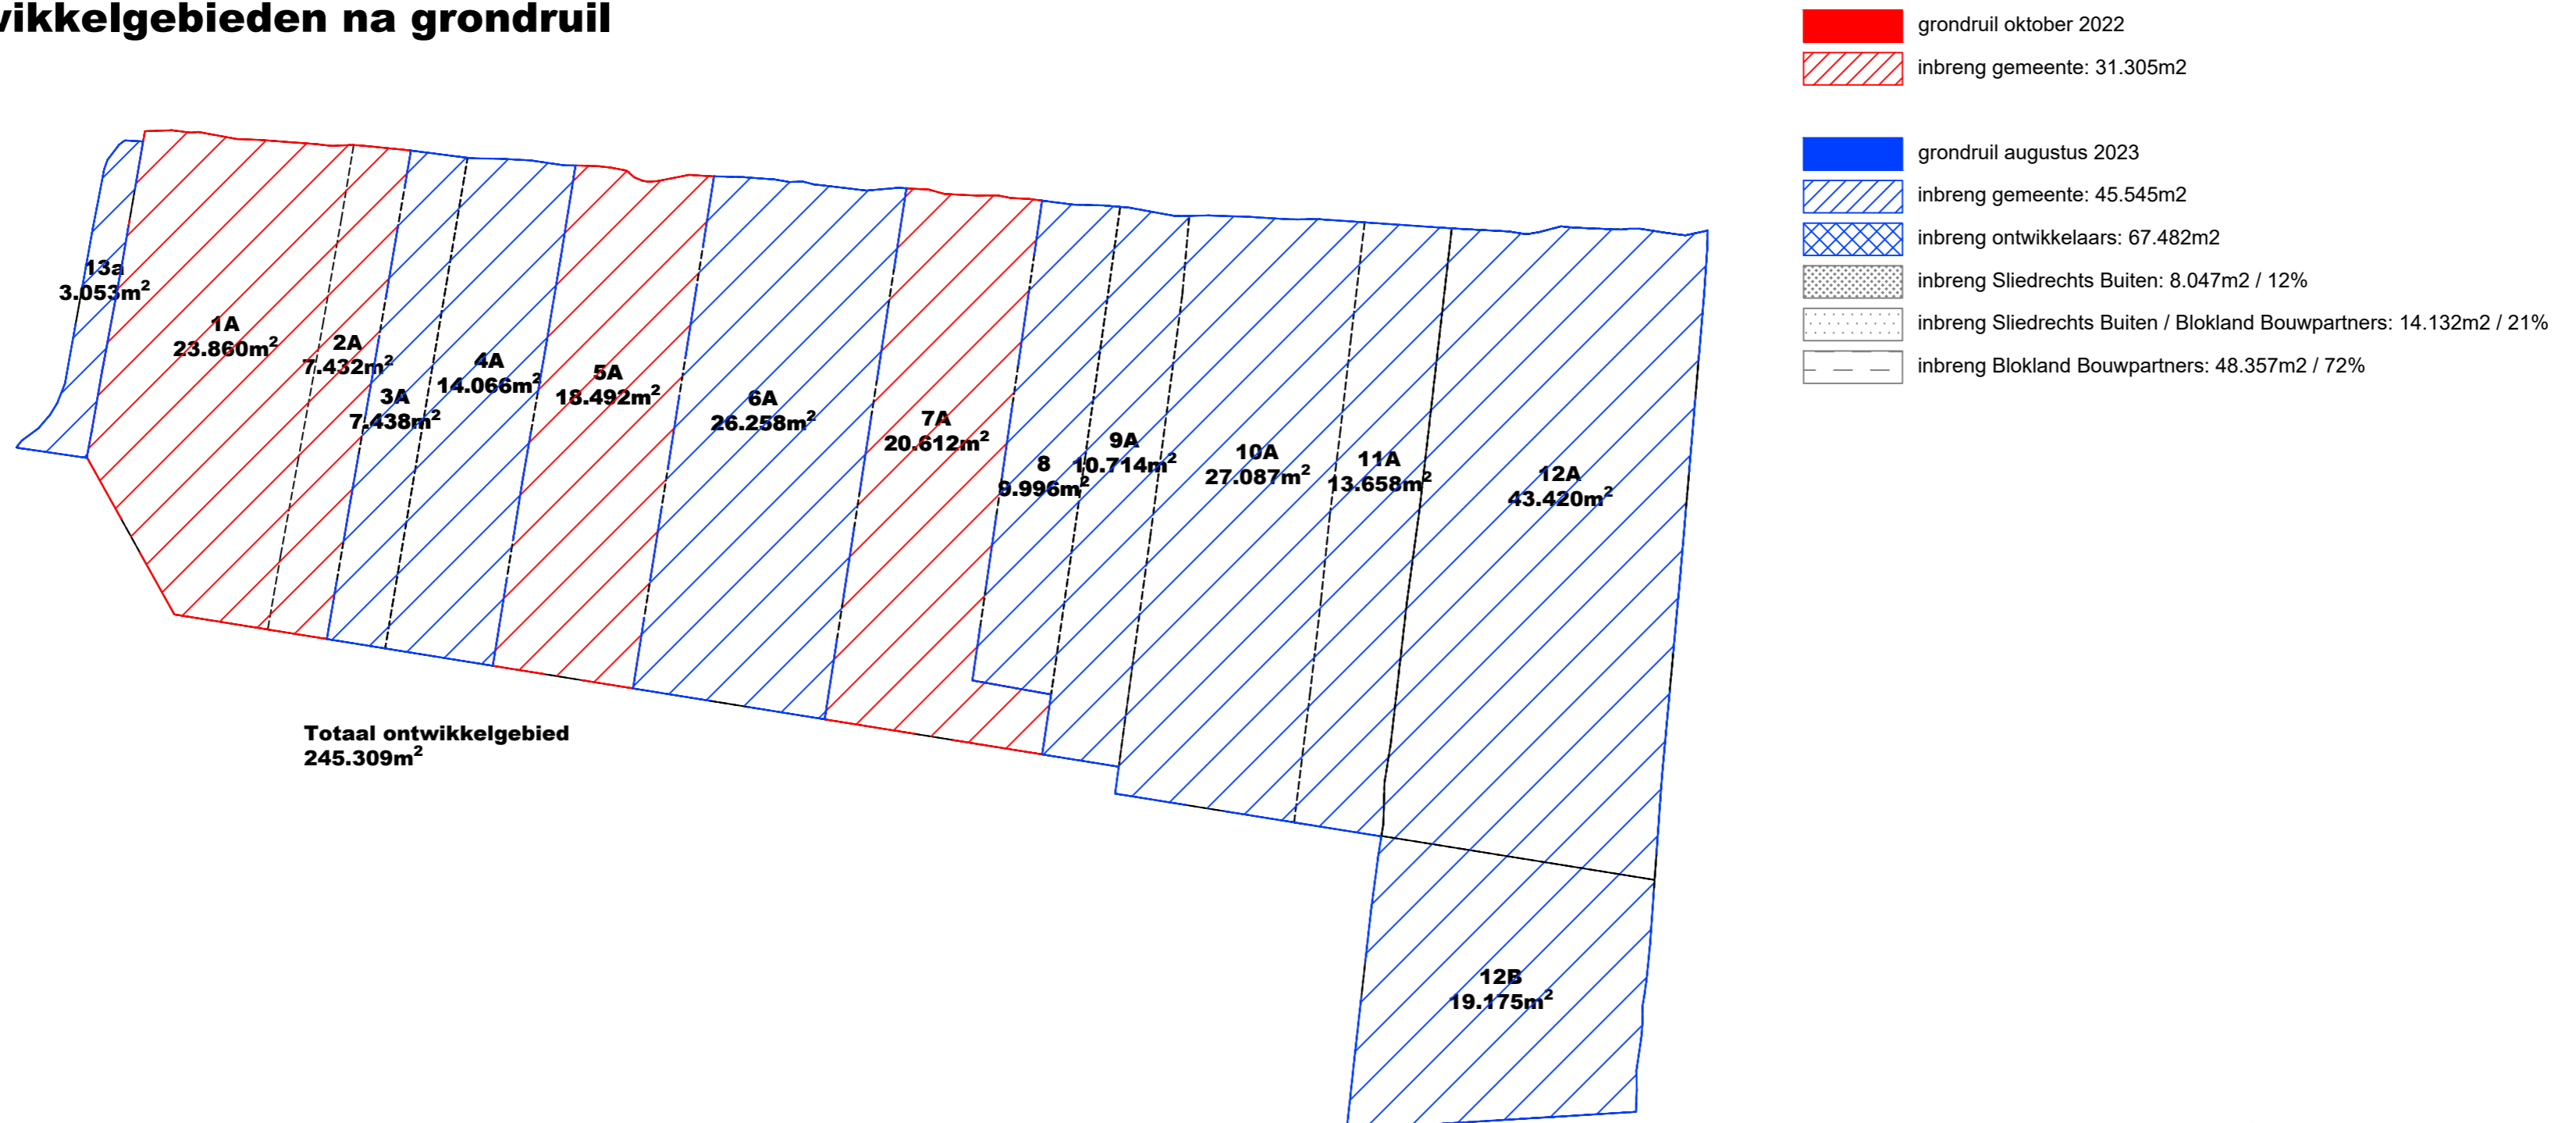 vikkelgebieden na grondruil
grondruil oktober 2022
inbreng gemeente: 31.305m2
grondruil augustus 2023
inbreng gemeente: 45.545m2
inbreng ontwikkelaars: 67.482m2
inbreng Sliedrechts Buiten: 8.047m2 / 12%
inbreng Sliedrechts Buiten / Blokland Bouwpartners: 14.132m2 / 21%
inbreng Blokland Bouwpartners: 48.357m2 / 72%
13a
3.053m²
1A
23.860m²
2A
7.432m²
3A
7.438m²
4A
14.066m²
5A
18.492m²
6A
26.258m²
7A
20.612m²
8
9.996m²
9A
10.714m²
10A
27.087m²
11A
13.658m²
12A
43.420m²
12B
19.175m²
Totaal ontwikkelgebied
245.309m²